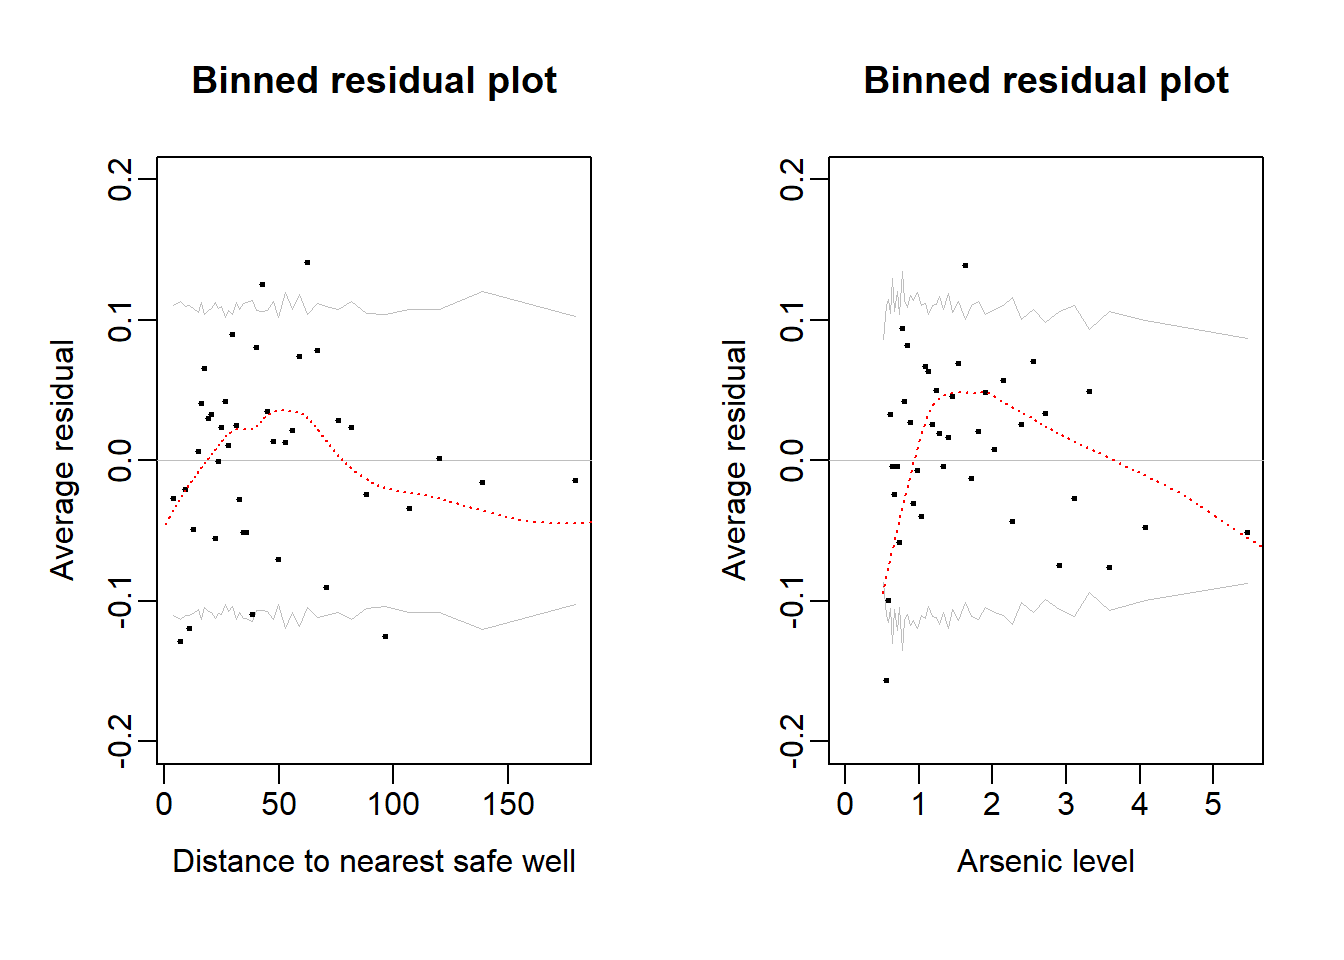 Binned residual plot
Average residual
0.2
0.1
0.0
-0.1
-0.2
0 50 100 150
Distance to nearest safe well
Binned residual plot
Average residual
0.2
0.1
0.0
-0.1
-0.2
0 1 2 3 4 5
Arsenic level